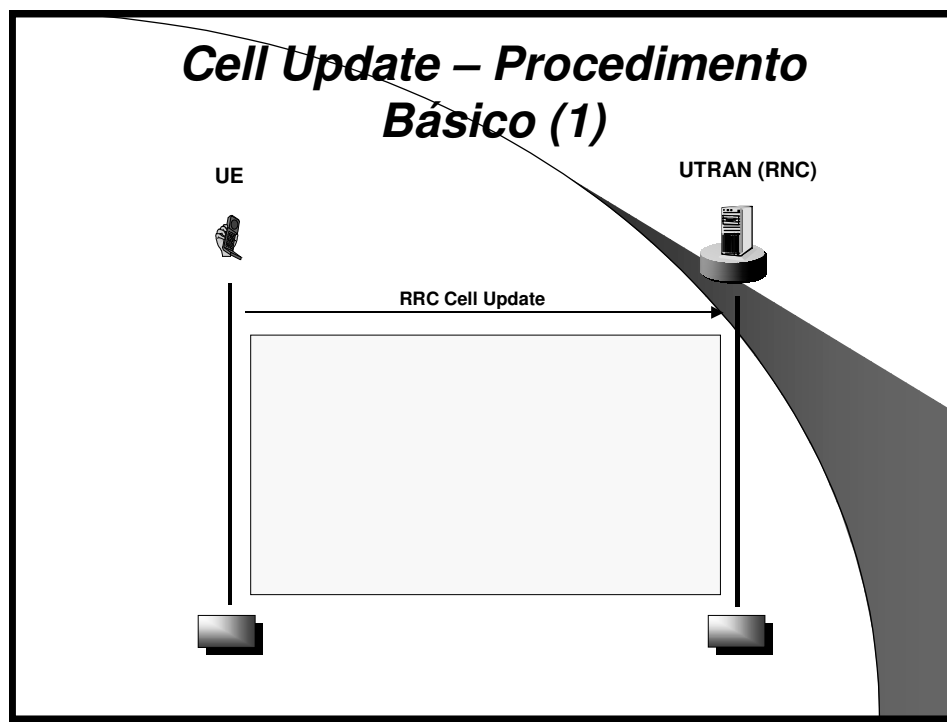 Cell Update – Procedimento
Básico (1)
UE
UTRAN (RNC)
RRC Cell Update